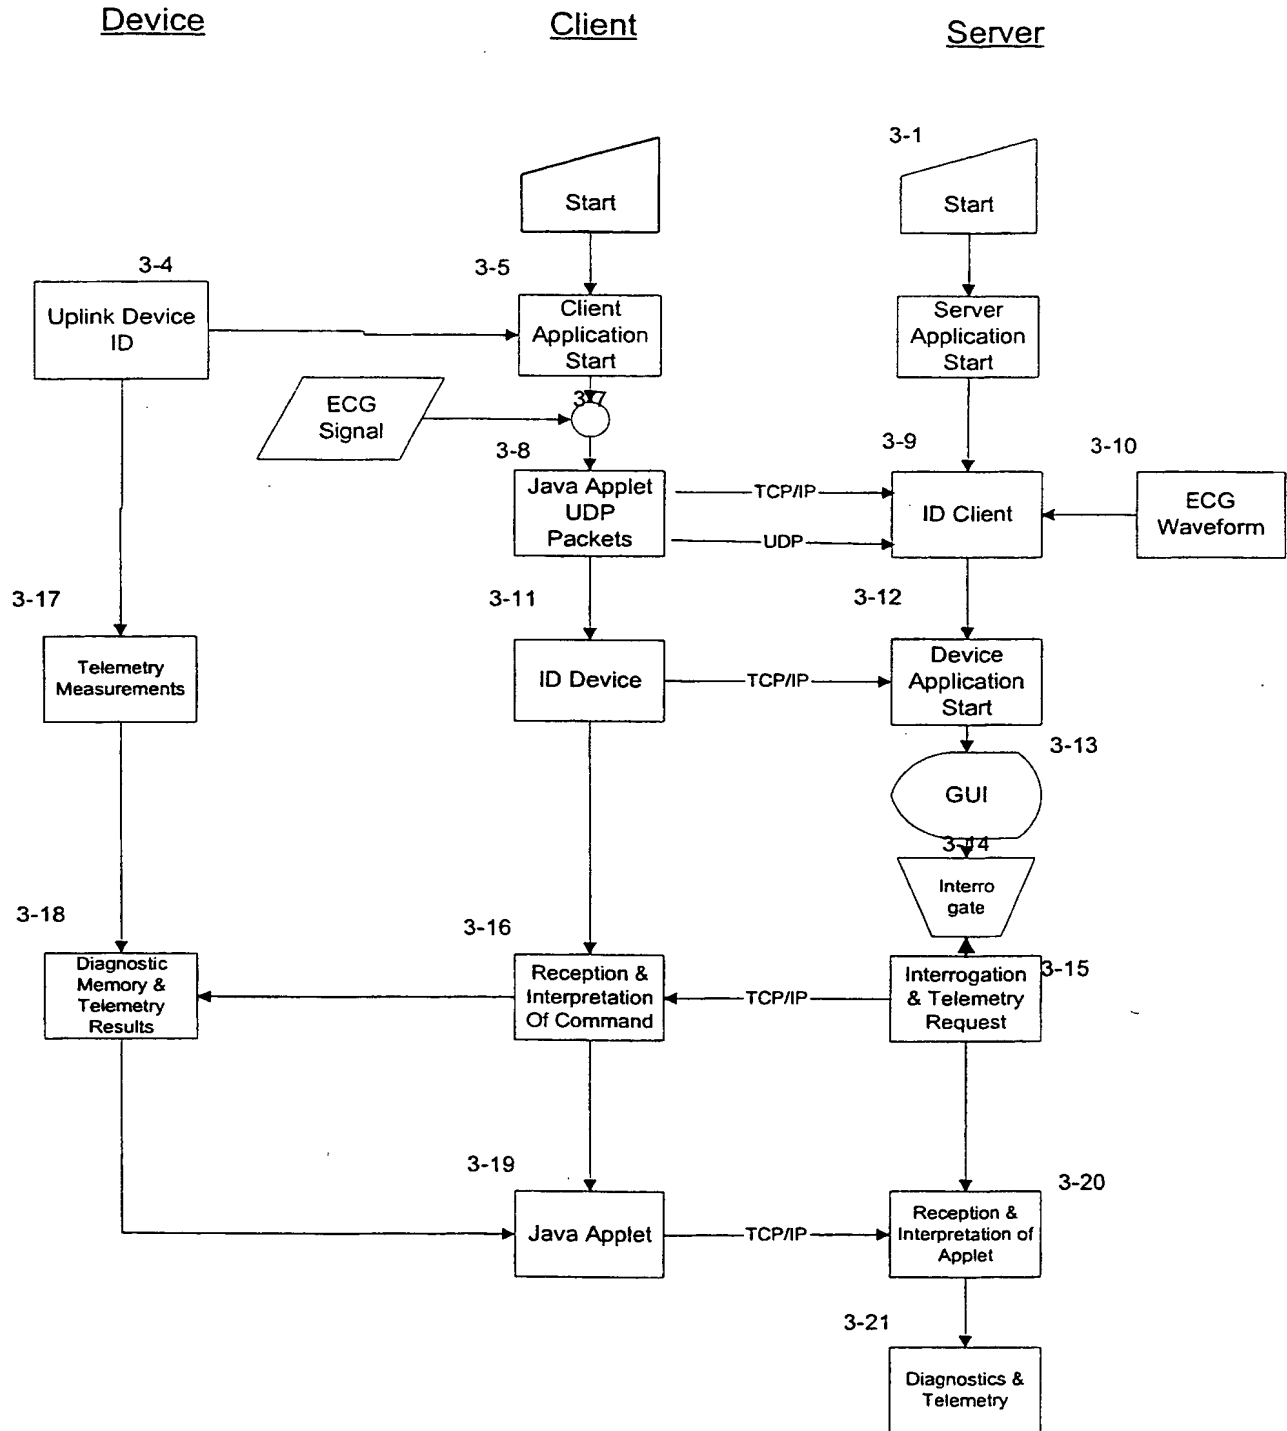 Device
Client
Server
3-1
Start
Start
3-4
3-5
Uplink Device
ID
Client
Application
Start
Server
Application
Start
3-7
ECG
Signal
3-8
3-9
3-10
Java Applet
UDP
Packets
TCP/IP
UDP
ID Client
ECG
Waveform
3-17
3-11
3-12
Telemetry
Measurements
ID Device
TCP/IP
Device
Application
Start
3-13
GUI
3-14
Interro
gate
3-18
3-16
3-15
Diagnostic
Memory &
Telemetry
Results
Reception &
Interpretation
Of Command
TCP/IP
Interrogation
& Telemetry
Request
3-19
3-20
Java Applet
TCP/IP
Reception &
Interpretation of
Applet
3-21
Diagnostics &
Telemetry